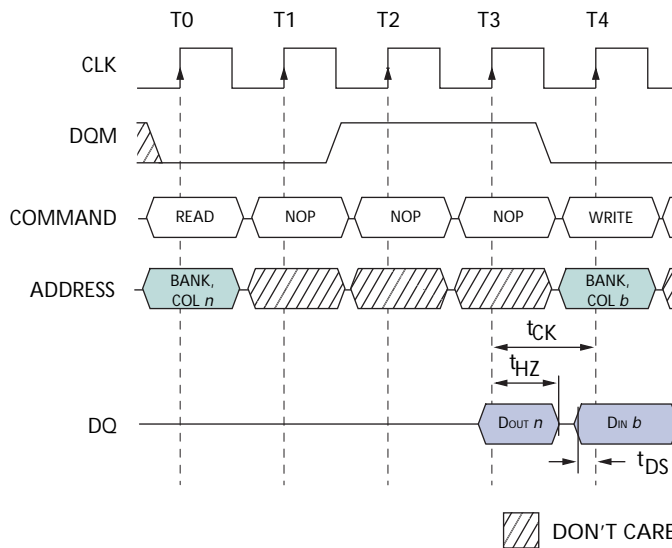 T0 T1 T2 T3 T4
CLK
DQM
COMMAND READ NOP NOP NOP WRITE
ADDRESS BANK, COL n BANK, COL b
tCK
tHZ
DQ DOUT n DIN b
tDS
DON'T CARE